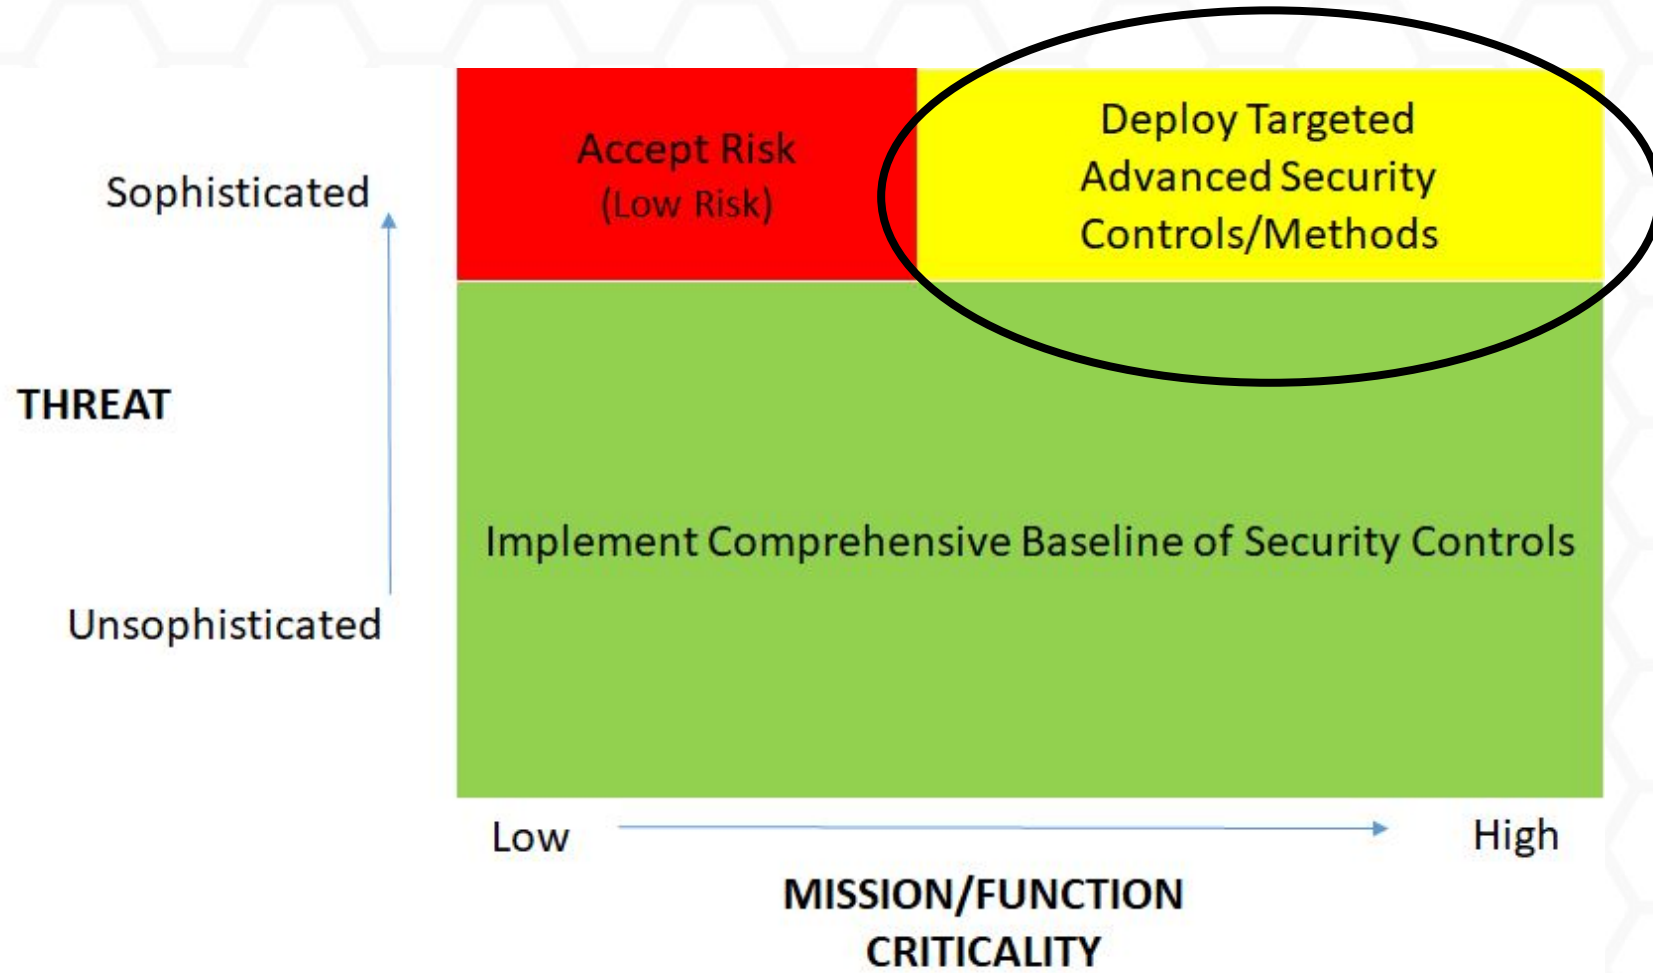 Accept Risk
(Low Risk)
Deploy Targeted
Advanced Security
Controls/Methods
Sophisticated
THREAT
Implement Comprehensive Baseline of Security Controls
Unsophisticated
Low
High
MISSION/FUNCTION
CRITICALITY